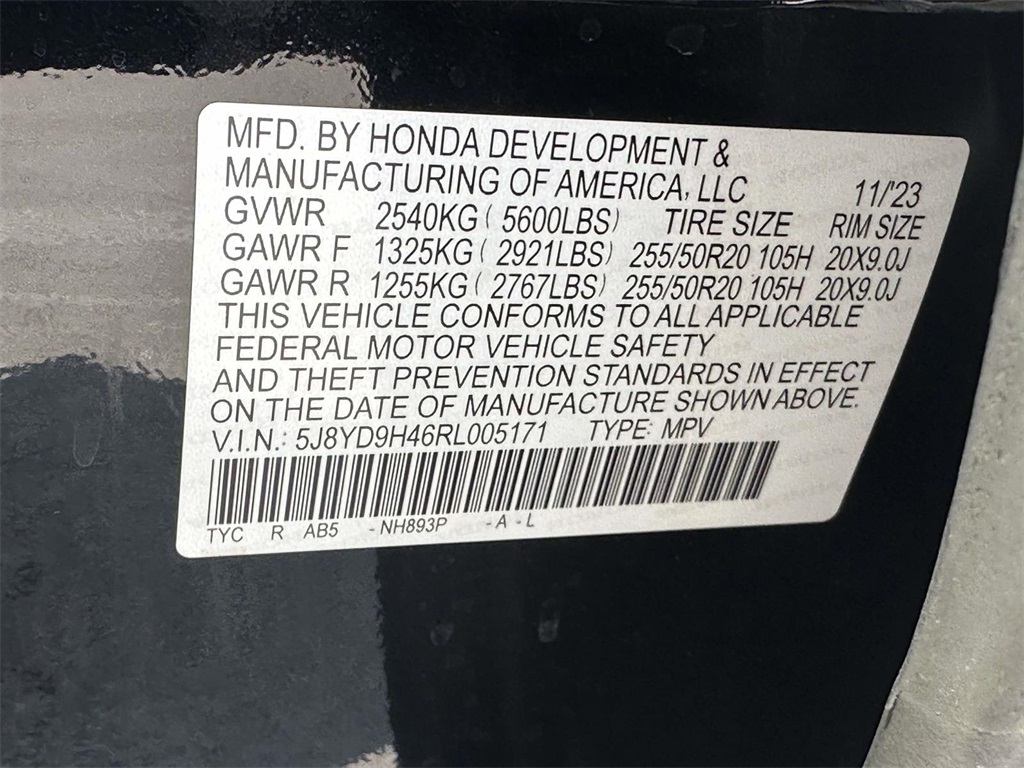 MFD. BY HONDA DEVELOPMENT &
MANUFACTURING OF AMERICA, LLC 11/'23
GVWR 2540KG ( 5600LBS) TIRE SIZE RIM SIZE
GAWR F 1325KG ( 2921LBS) 255/50R20 105H 20X9.0J
GAWR R 1255KG ( 2767LBS) 255/50R20 105H 20X9.0J
THIS VEHICLE CONFORMS TO ALL APPLICABLE
FEDERAL MOTOR VEHICLE SAFETY
AND THEFT PREVENTION STANDARDS IN EFFECT
ON THE DATE OF MANUFACTURE SHOWN ABOVE.
V.I.N.: 5J8YD9H46RL005171 TYPE: MPV
TYC R AB5 -NH893P -A -L